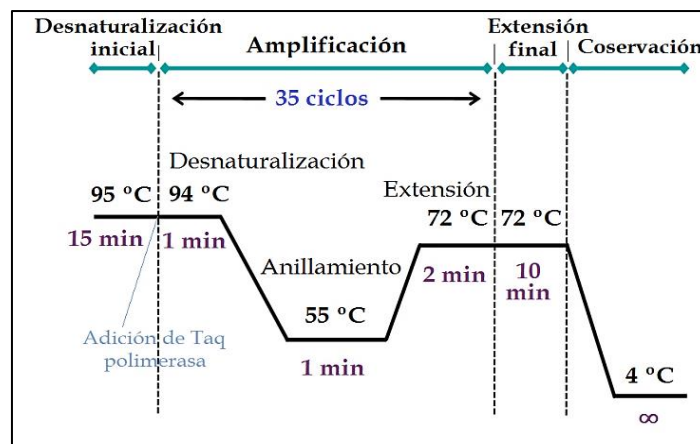 Desnaturalización
inicial
Amplificación
Extensión
final
Coservación
35 ciclos
Desnaturalización
95 °C
94 °C
15 min
1 min
Anillamiento
55 °C
1 min
Extensión
72 °C
72 °C
2 min
10
min
Adición de Taq
polimerasa
4 °C
∞